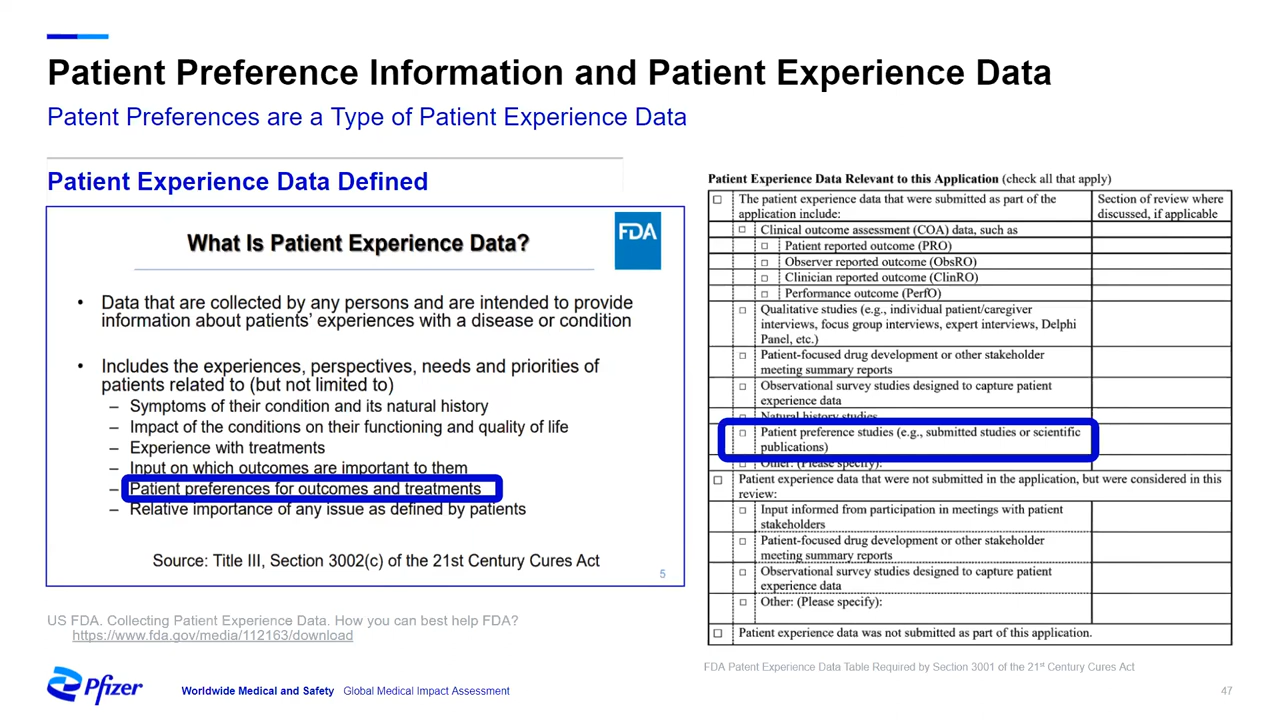 Patient Preference Information and Patient Experience Data
Patent Preferences are a Type of Patient Experience Data
Patient Experience Data Defined
What Is Patient Experience Data?
FDA
• Data that are collected by any persons and are intended to provide
information about patients' experiences with a disease or condition
• Includes the experiences, perspectives, needs and priorities of
patients related to (but not limited to)
– Symptoms of their condition and its natural history
– Impact of the conditions on their functioning and quality of life
– Experience with treatments
– Input on which outcomes are important to them
– Patient preferences for outcomes and treatments
– Relative importance of any issue as defined by patients
Source: Title III, Section 3002(c) of the 21st Century Cures Act
5
US FDA. Collecting Patient Experience Data. How you can best help FDA?
https://www.fda.gov/media/112163/download
Patient Experience Data Relevant to this Application (check all that apply)
□ The patient experience data that were submitted as part of the
application include:
Section of review where
discussed, if applicable
□ Clinical outcome assessment (COA) data, such as
□ Patient reported outcome (PRO)
□ Observer reported outcome (ObsRO)
□ Clinician reported outcome (ClinRO)
□ Performance outcome (PerfO)
□ Qualitative studies (e.g., individual patient/caregiver
interviews, focus group interviews, expert interviews, Delphi
Panel, etc.)
□ Patient-focused drug development or other stakeholder
meeting summary reports
□ Observational survey studies designed to capture patient
experience data
□ Natural history studies
□ Patient preference studies (e.g., submitted studies or scientific
publications)
□ Other: (Please specify):
□ Patient experience data that were not submitted in the application, but were considered in this
review:
□ Input informed from participation in meetings with patient
stakeholders
□ Patient-focused drug development or other stakeholder
meeting summary reports
□ Observational survey studies designed to capture patient
experience data
□ Other: (Please specify):
□ Patient experience data was not submitted as part of this application.
FDA Patent Experience Data Table Required by Section 3001 of the 21st Century Cures Act
Pfizer
Worldwide Medical and Safety Global Medical Impact Assessment
47